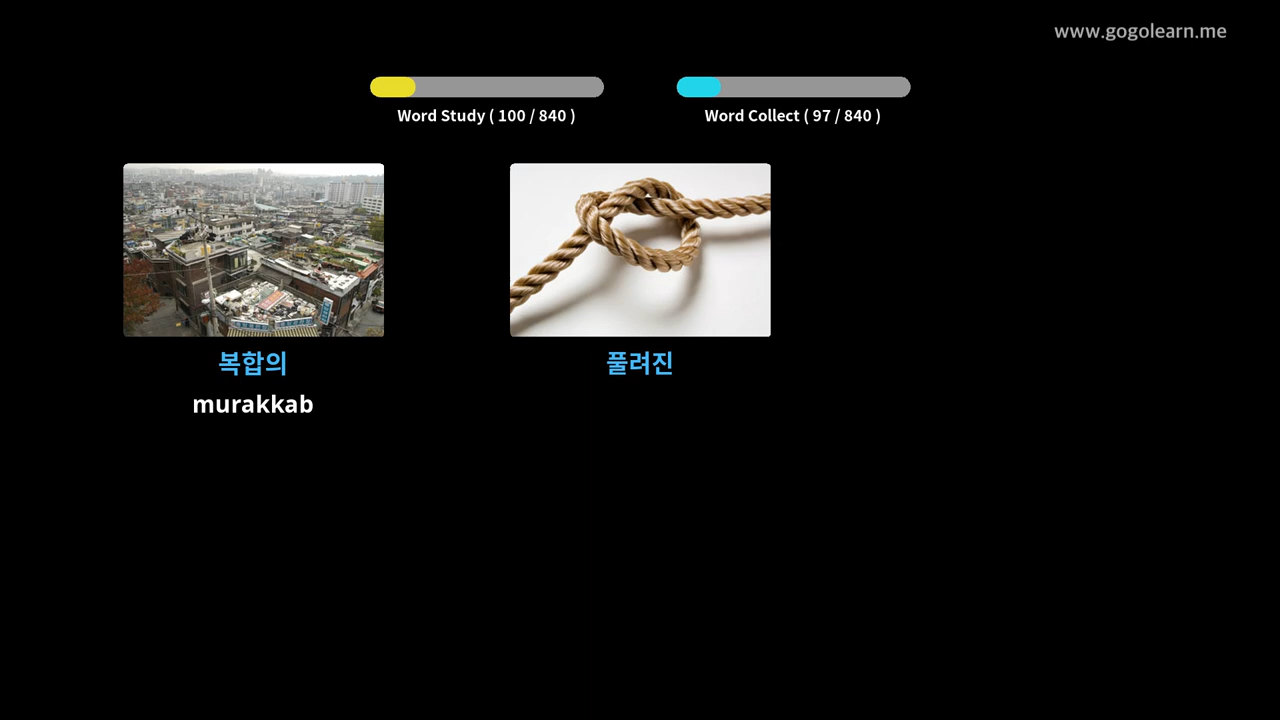 www.gogolearn.me
Word Study ( 100 / 840 )
Word Collect ( 97 / 840 )
복합의
murakkab
풀려진